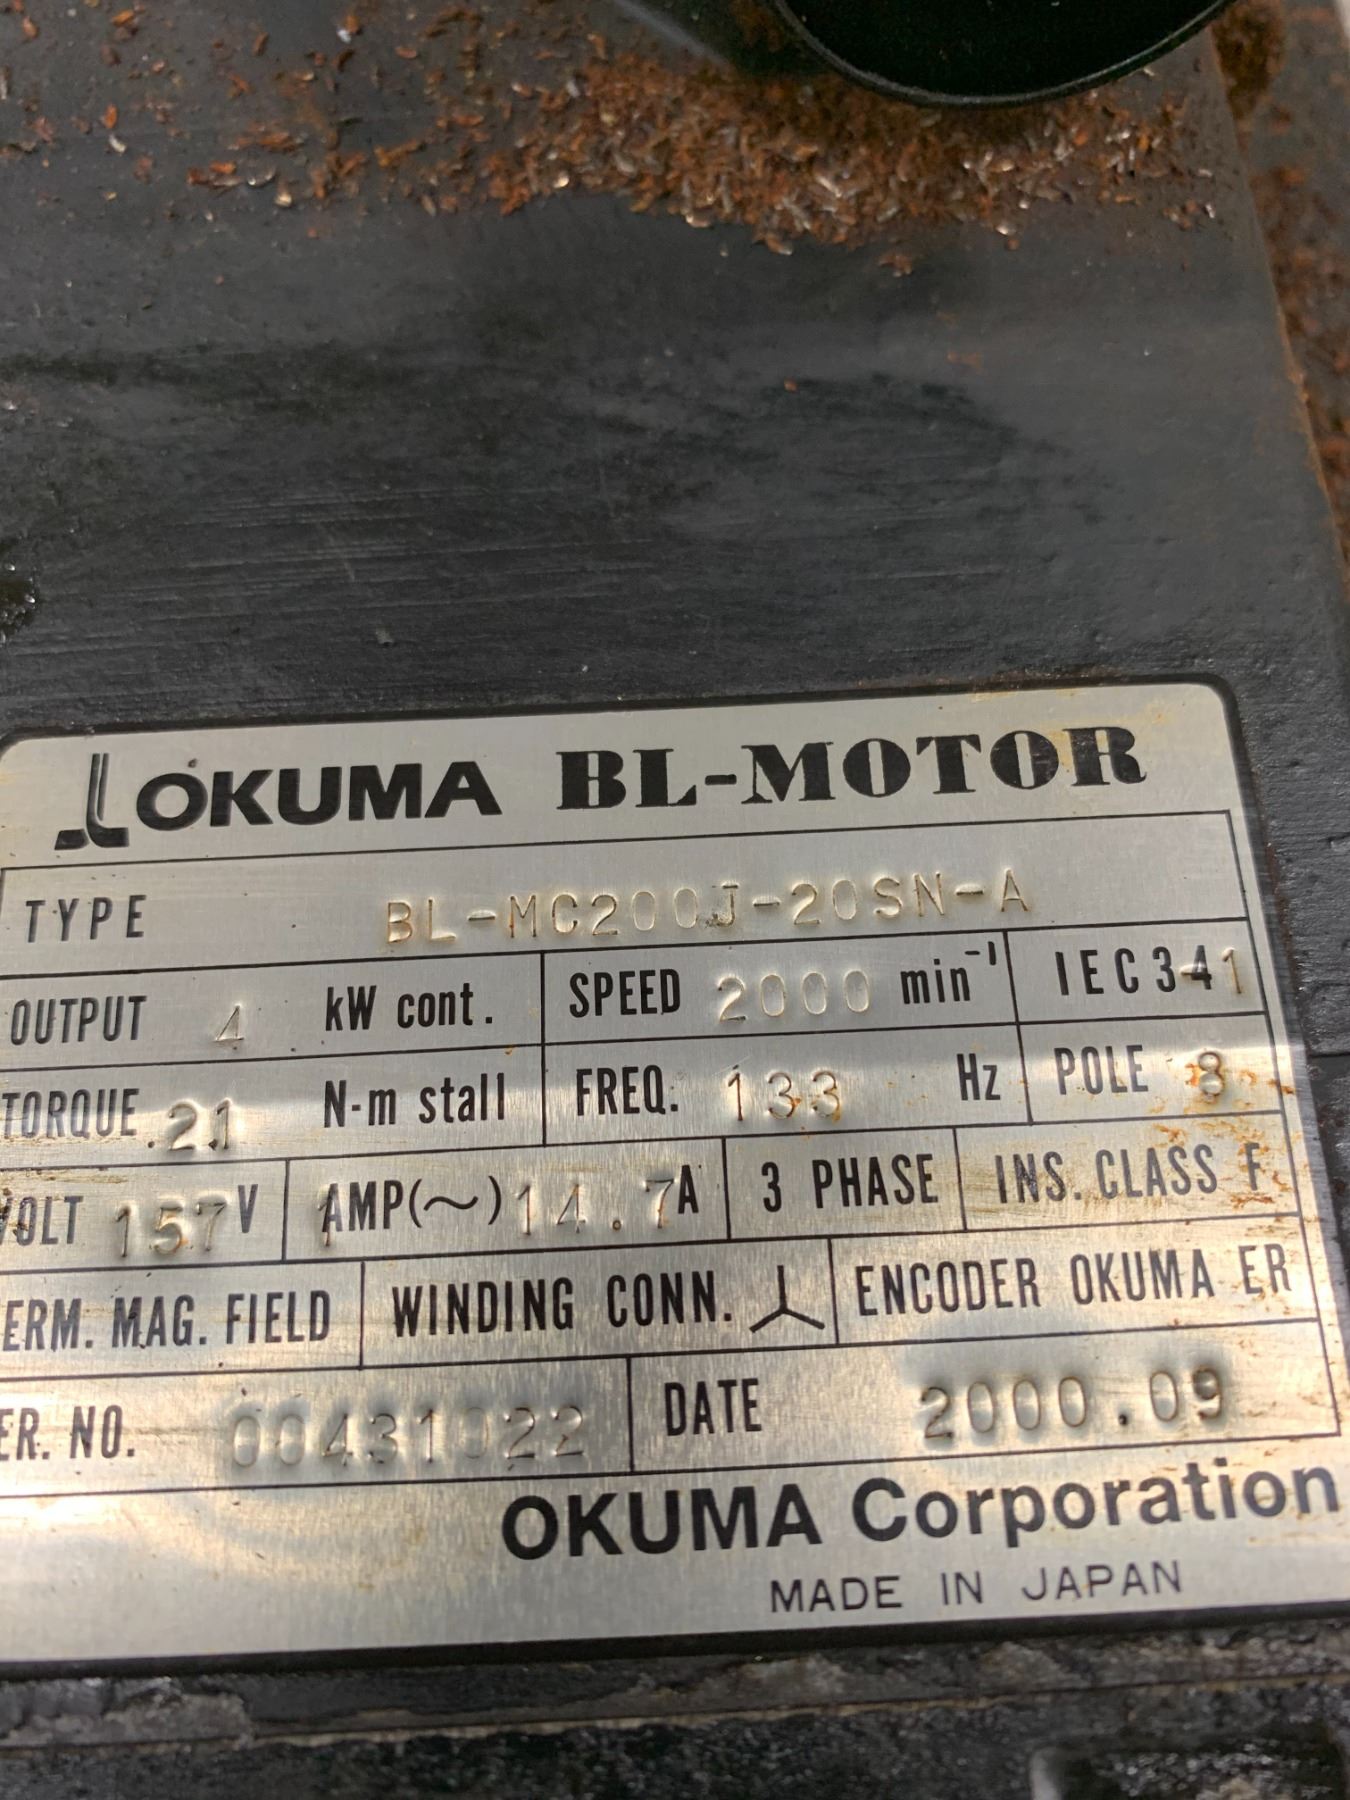 OKUMA BL-MOTOR
TYPE BL-MC200J-20SN-A
OUTPUT 4 kW cont. SPEED 2000 min⁻¹ IEC341
TORQUE 21 N-m stall FREQ. 133 Hz POLE 8
VOLT 157 V AMP(~) 14.7 A 3 PHASE INS. CLASS F
ERM. MAG. FIELD WINDING CONN. ENCODER OKUMA ER
ER. NO. 00431022 DATE 2000.09
OKUMA Corporation
MADE IN JAPAN